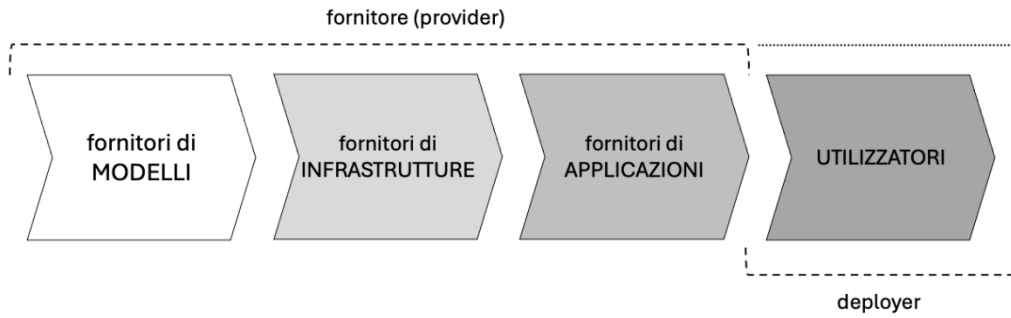 fornitore (provider)
fornitori di
MODELLI
fornitori di
INFRASTRUTTURE
fornitori di
APPLICAZIONI
UTILIZZATORI
deployer